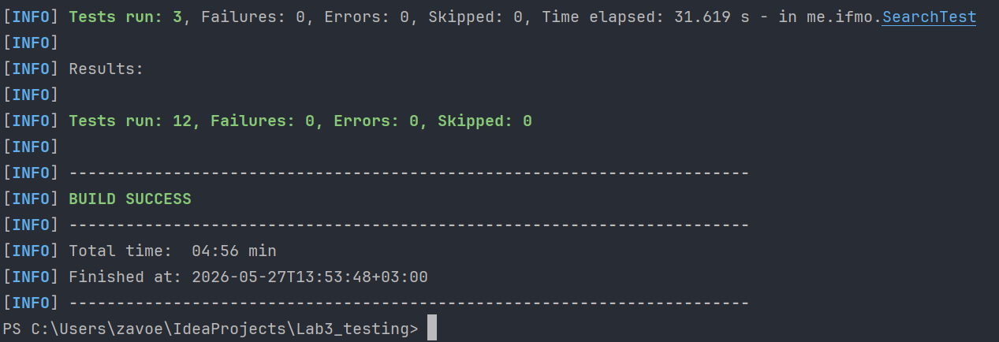 [INFO] Tests run: 3, Failures: 0, Errors: 0, Skipped: 0, Time elapsed: 31.619 s - in me.ifmo.SearchTest
[INFO]
[INFO] Results:
[INFO]
[INFO] Tests run: 12, Failures: 0, Errors: 0, Skipped: 0
[INFO]
[INFO] ------------------------------------------------------------------------
[INFO] BUILD SUCCESS
[INFO] ------------------------------------------------------------------------
[INFO] Total time:  04:56 min
[INFO] Finished at: 2026-05-27T13:53:48+03:00
[INFO] ------------------------------------------------------------------------
PS C:\Users\zavoe\IdeaProjects\Lab3_testing>